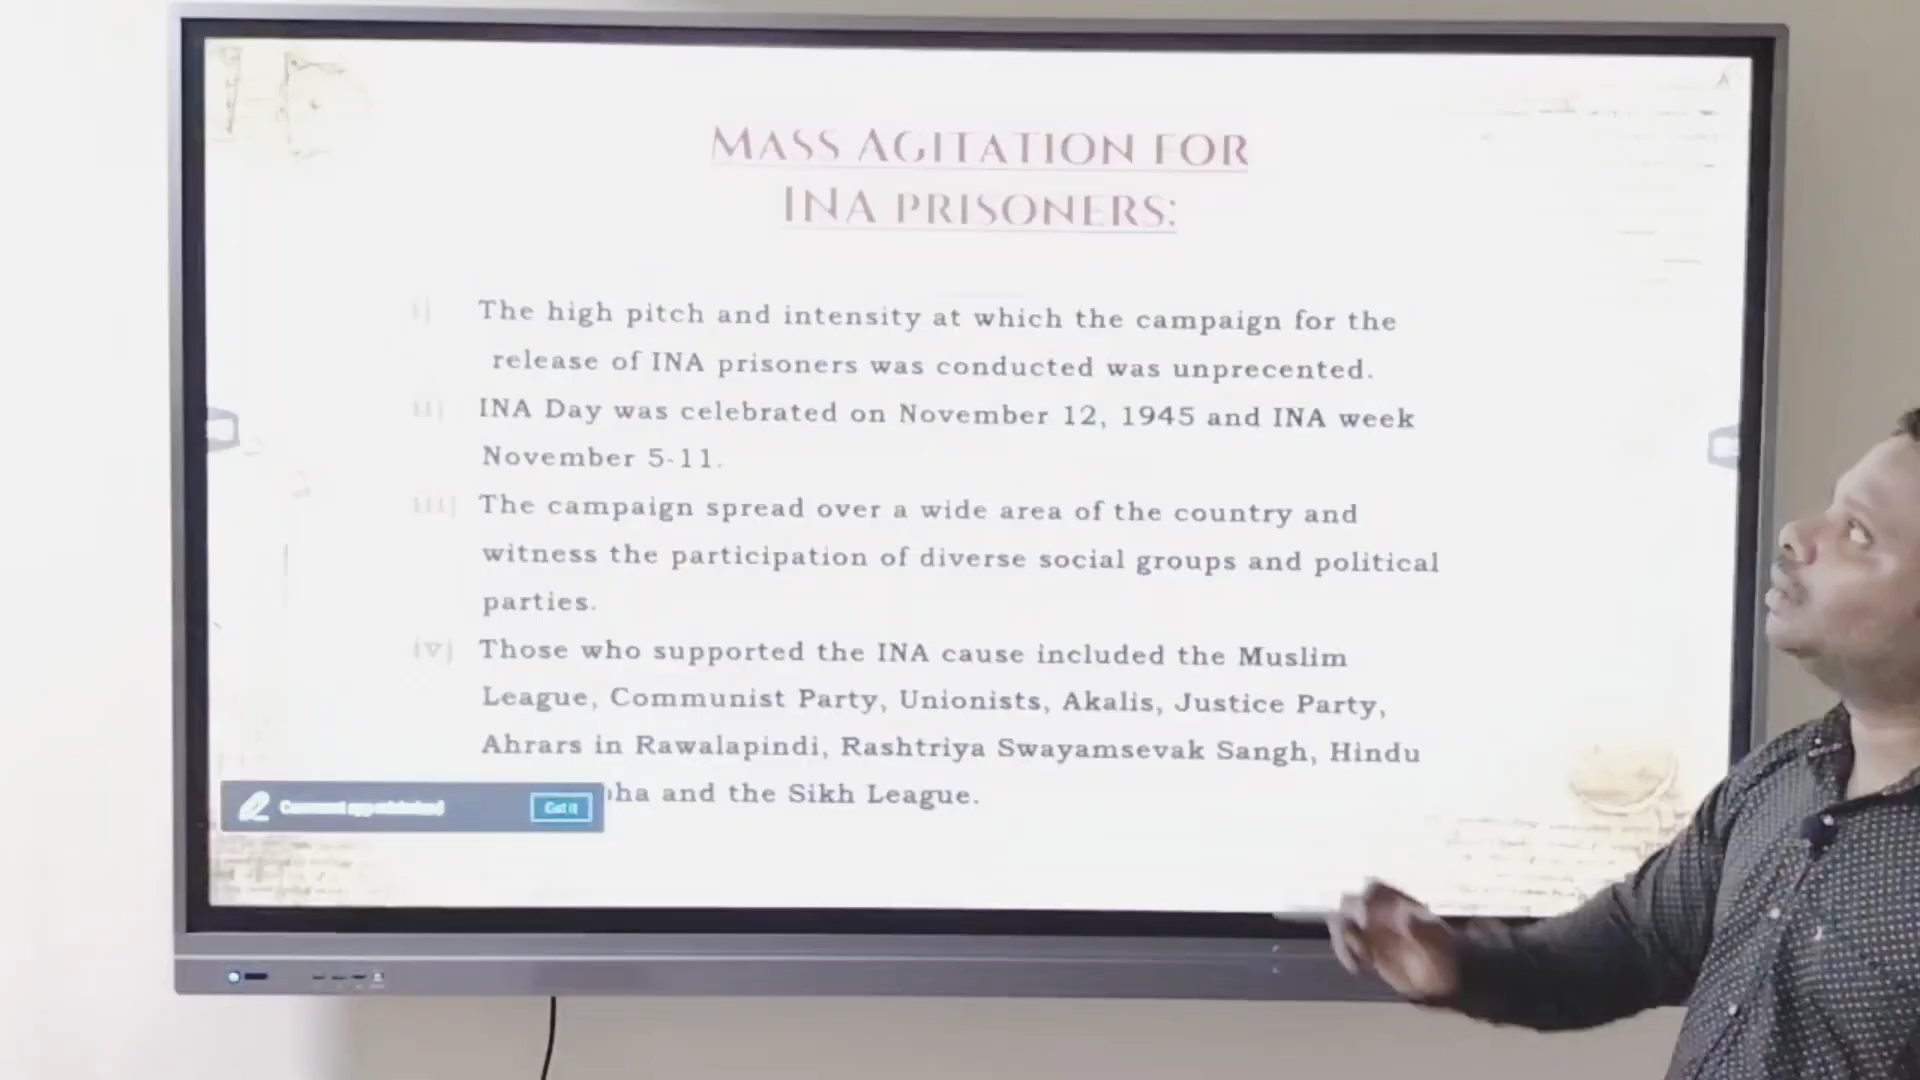 MASS AGITATION FOR
INA PRISONERS:
i) The high pitch and intensity at which the campaign for the
release of INA prisoners was conducted was unprecented.
ii) INA Day was celebrated on November 12, 1945 and INA week
November 5-11.
iii) The campaign spread over a wide area of the country and
witness the participation of diverse social groups and political
parties.
iv) Those who supported the INA cause included the Muslim
League, Communist Party, Unionists, Akalis, Justice Party,
Ahrars in Rawalapindi, Rashtriya Swayamsevak Sangh, Hindu
ha and the Sikh League.
Got it